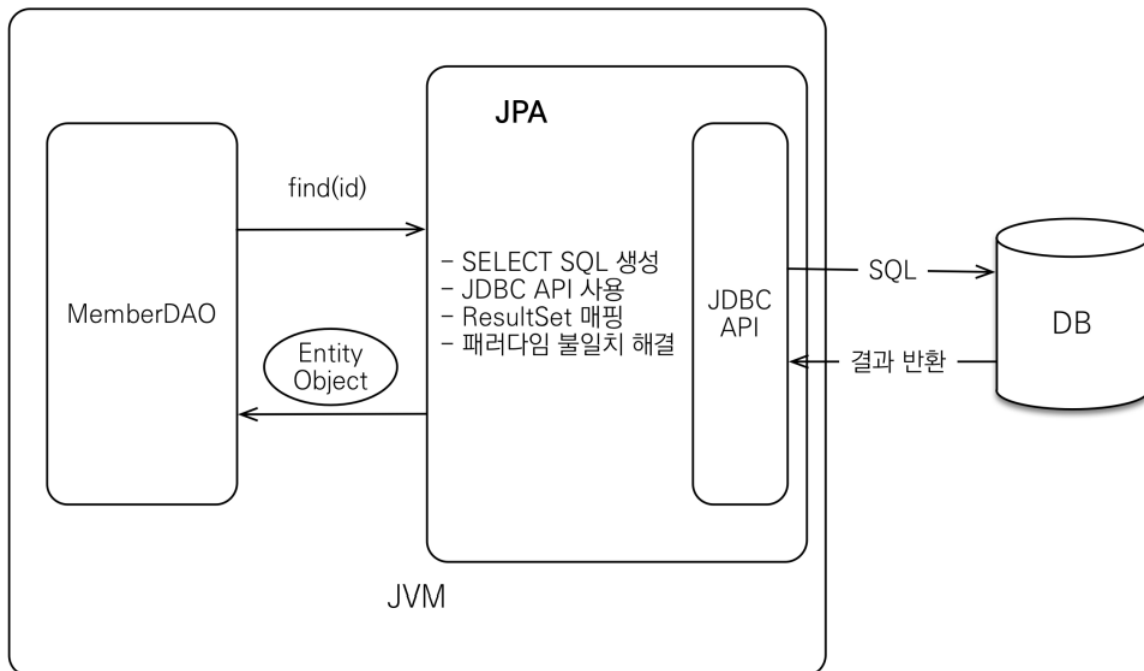 JPA
find(id)
- SELECT SQL 생성
- JDBC API 사용
- ResultSet 매핑
- 패러다임 불일치 해결
MemberDAO
Entity
Object
JDBC
API
SQL
결과 반환
DB
JVM